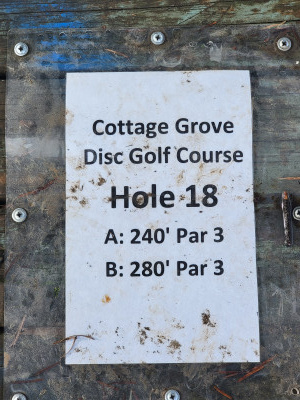 Cottage Grove
Disc Golf Course
Hole 18
A: 240' Par 3
B: 280' Par 3